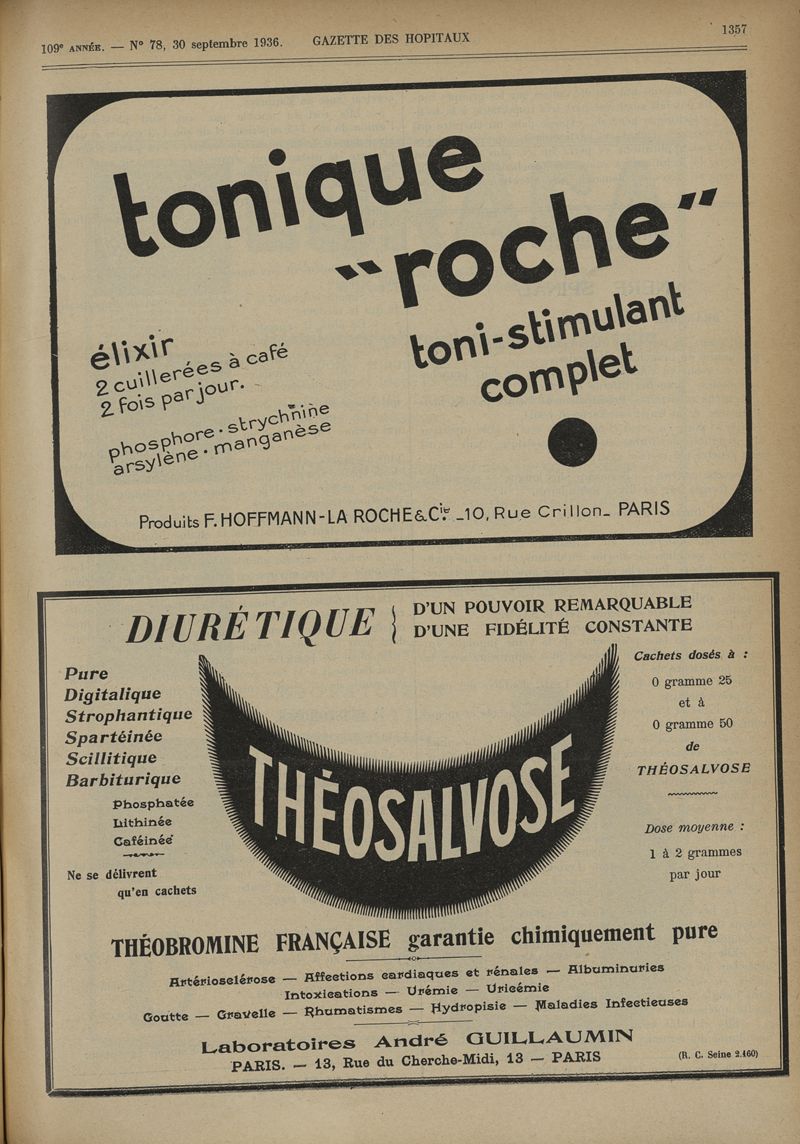 109e ANNÉE. — N° 78, 30 septembre 1936.
GAZETTE DES HOPITAUX
1357
tonique
"roche"
élixir
2 cuillerées à café
2 fois par jour.
phosphore • strychnine
arsylène • manganèse
toni-stimulant
complet
Produits F. HOFFMANN-LA ROCHE & Cie _10, Rue Crillon_ PARIS
DIURÉTIQUE
D'UN POUVOIR REMARQUABLE
D'UNE FIDÉLITÉ CONSTANTE
Pure
Digitalique
Strophantique
Spartéinée
Scillitique
Barbiturique
Phosphatée
Lithinée
Caféinée
Ne se délivrent
qu'en cachets
THÉOSALVOSE
Cachets dosés à :
0 gramme 25
et à
0 gramme 50
de
THÉOSALVOSE
Dose moyenne :
1 à 2 grammes
par jour
THÉOBROMINE FRANÇAISE garantie chimiquement pure
Artériosclérose — Affections cardiaques et rénales — Albuminuries
Intoxications — Urémie — Uricémie
Goutte — Gravelle — Rhumatismes — Hydropisie — Maladies Infectieuses
Laboratoires André GUILLAUMIN
PARIS. — 13, Rue du Cherche-Midi, 13 — PARIS
(R. C. Seine 2.160)